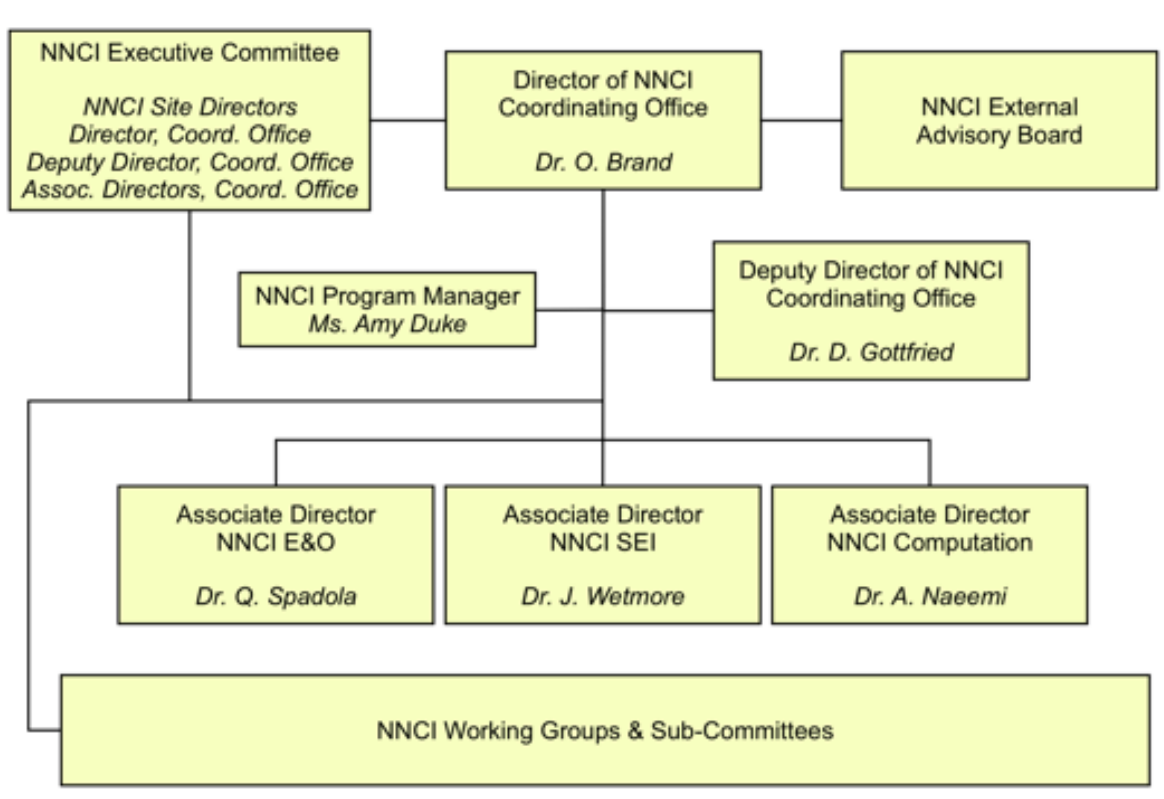 NNCI Executive Committee
NNCI Site Directors
Director, Coord. Office
Deputy Director, Coord. Office
Assoc. Directors, Coord. Office
Director of NNCI
Coordinating Office
Dr. O. Brand
NNCI External
Advisory Board
NNCI Program Manager
Ms. Amy Duke
Deputy Director of NNCI
Coordinating Office
Dr. D. Gottfried
Associate Director
NNCI E&O
Dr. Q. Spadola
Associate Director
NNCI SEI
Dr. J. Wetmore
Associate Director
NNCI Computation
Dr. A. Naeemi
NNCI Working Groups & Sub-Committees